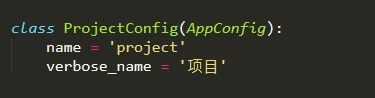 class ProjectConfig(AppConfig):
    name = 'project'
    verbose_name = '项目'